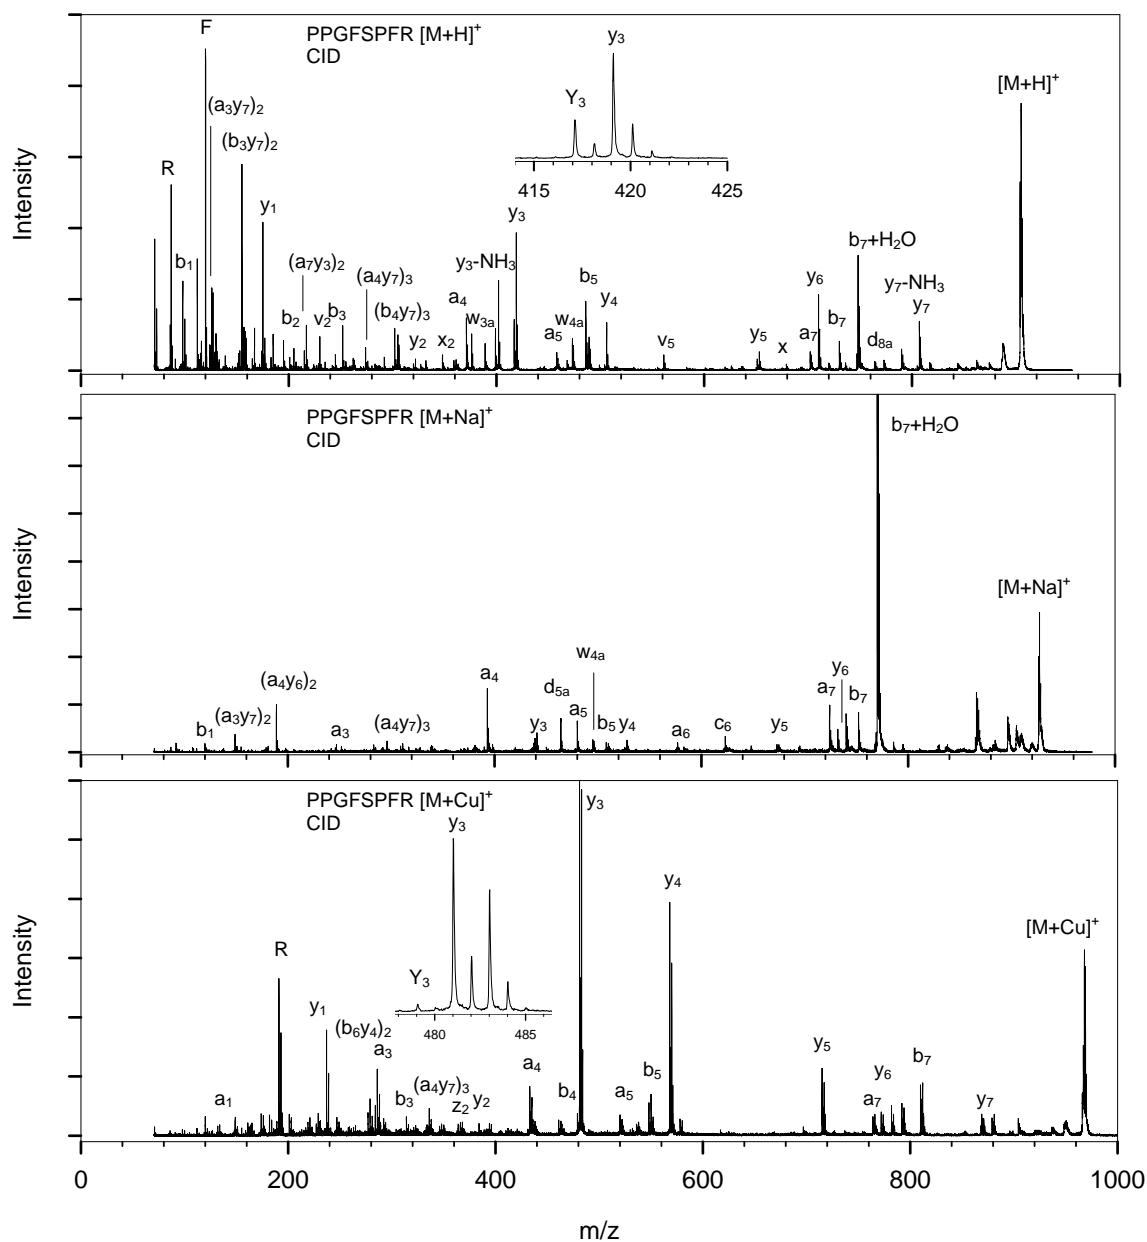 PPGFSPFR [M+H]⁺
CID
F
(a₃y₇)₂
(b₃y₇)₂
R
y₁
b₁
(a₇y₃)₂
(a₄y₇)₃
b₂
v₂
b₃
(b₄y₇)₃
y₂
x₂
a₄
w₃ₐ
y₃-NH₃
y₃
Y₃
y₃
415 420 425
a₅
w₄ₐ
b₅
y₄
v₅
y₅
x
a₇
y₆
b₇
b₇+H₂O
d₈ₐ
y₇-NH₃
y₇
[M+H]⁺
Intensity
PPGFSPFR [M+Na]⁺
CID
b₁
(a₃y₇)₂
(a₄y₆)₂
a₃
(a₄y₇)₃
a₄
y₃
d₅ₐ
a₅
w₄ₐ
b₅
y₄
a₆
c₆
y₅
a₇
y₆
b₇
b₇+H₂O
[M+Na]⁺
Intensity
PPGFSPFR [M+Cu]⁺
CID
a₁
R
y₁
(b₆y₄)₂
a₃
b₃
(a₄y₇)₃
z₂
y₂
Y₃
y₃
480 485
a₄
b₄
y₃
a₅
b₅
y₄
y₅
a₇
y₆
b₇
y₇
[M+Cu]⁺
Intensity
0 200 400 600 800 1000
m/z